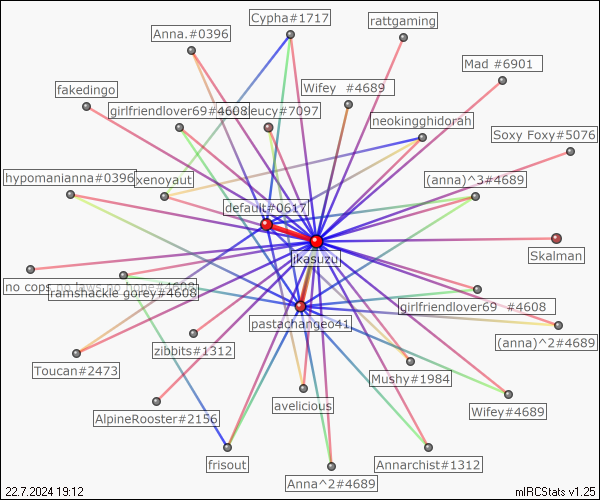 Cypha#1717
rattgaming
Anna.#0396
Mad #6901
fakedingo
Wifey #4689
girlfriendlover69#4608
leucy#7097
neokingghidorah
Soxy Foxy#5076
hypomanianna#0396
xenoyaut
(anna)^3#4689
default#0617
ikasuzu
Skalman
no cops no laws no hope#4608
ramshackle gorey#4608
girlfriendlover69 #4608
pastachangeo41
(anna)^2#4689
zibbits#1312
Toucan#2473
Mushy#1984
avelicious
Wifey#4689
AlpineRooster#2156
frisout
Annarchist#1312
Anna^2#4689
22.7.2024 19:12
mIRCStats v1.25